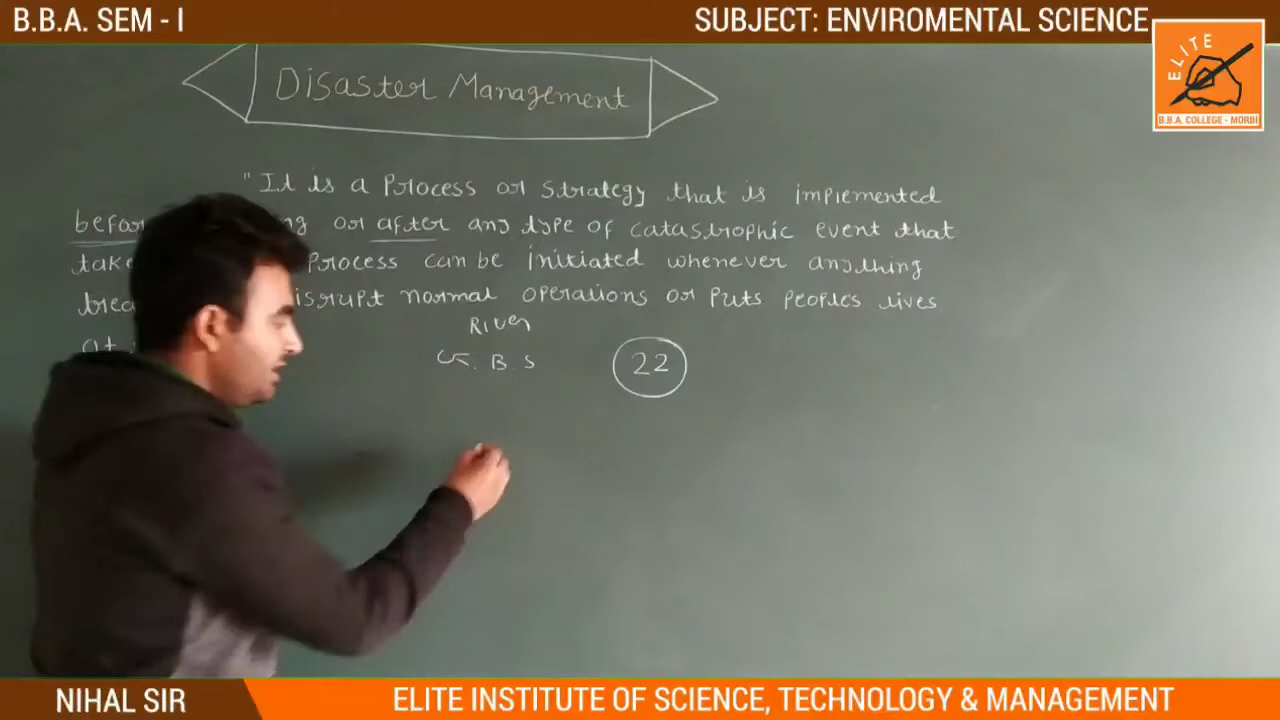 B.B.A. SEM - I
SUBJECT: ENVIROMENTAL SCIENCE
ELITE
B.B.A. COLLEGE - MORBI
Disaster Management
"It is a Process or strategy that is implemented
or after any type of catastrophic event that
Process can be initiated whenever anything
normal operations or puts peoples lives
River
G. B. S
22
NIHAL SIR
ELITE INSTITUTE OF SCIENCE, TECHNOLOGY & MANAGEMENT